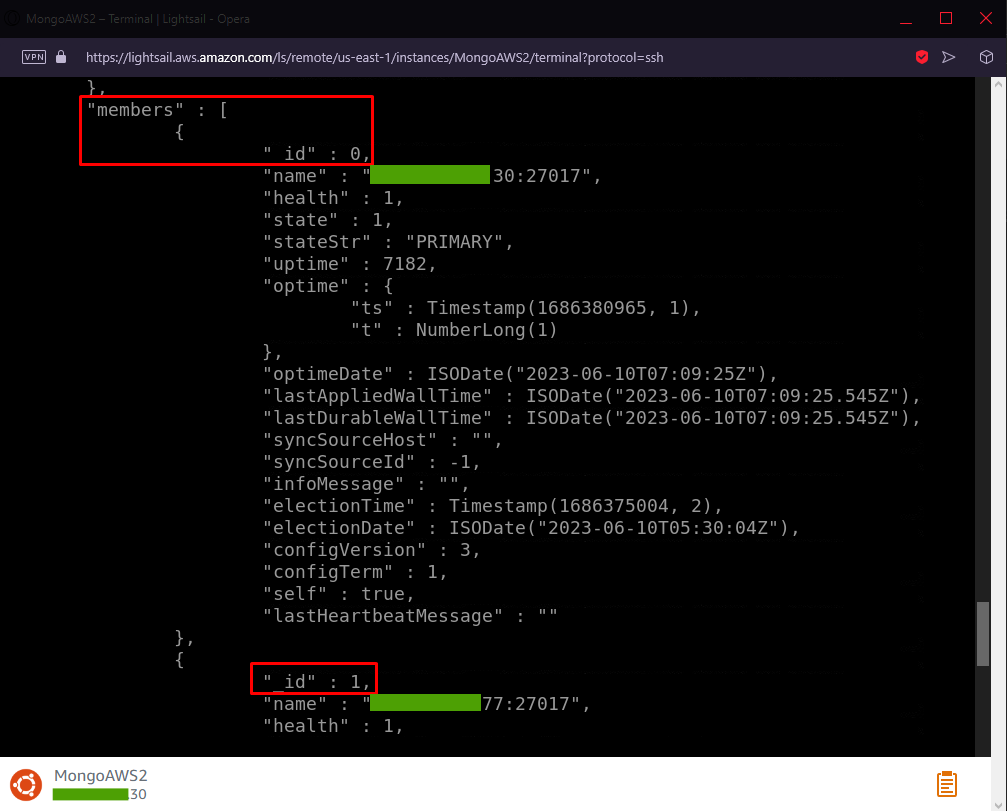 MongoAWS2 – Terminal | Lightsail - Opera
VPN https://lightsail.aws.amazon.com/ls/remote/us-east-1/instances/MongoAWS2/terminal?protocol=ssh
},
"members" : [
{
"_id" : 0,
"name" : "30:27017",
"health" : 1,
"state" : 1,
"stateStr" : "PRIMARY",
"uptime" : 7182,
"optime" : {
"ts" : Timestamp(1686380965, 1),
"t" : NumberLong(1)
},
"optimeDate" : ISODate("2023-06-10T07:09:25Z"),
"lastAppliedWallTime" : ISODate("2023-06-10T07:09:25.545Z"),
"lastDurableWallTime" : ISODate("2023-06-10T07:09:25.545Z"),
"syncSourceHost" : "",
"syncSourceId" : -1,
"infoMessage" : "",
"electionTime" : Timestamp(1686375004, 2),
"electionDate" : ISODate("2023-06-10T05:30:04Z"),
"configVersion" : 3,
"configTerm" : 1,
"self" : true,
"lastHeartbeatMessage" : ""
},
{
"_id" : 1,
"name" : "77:27017",
"health" : 1,
MongoAWS2
.30